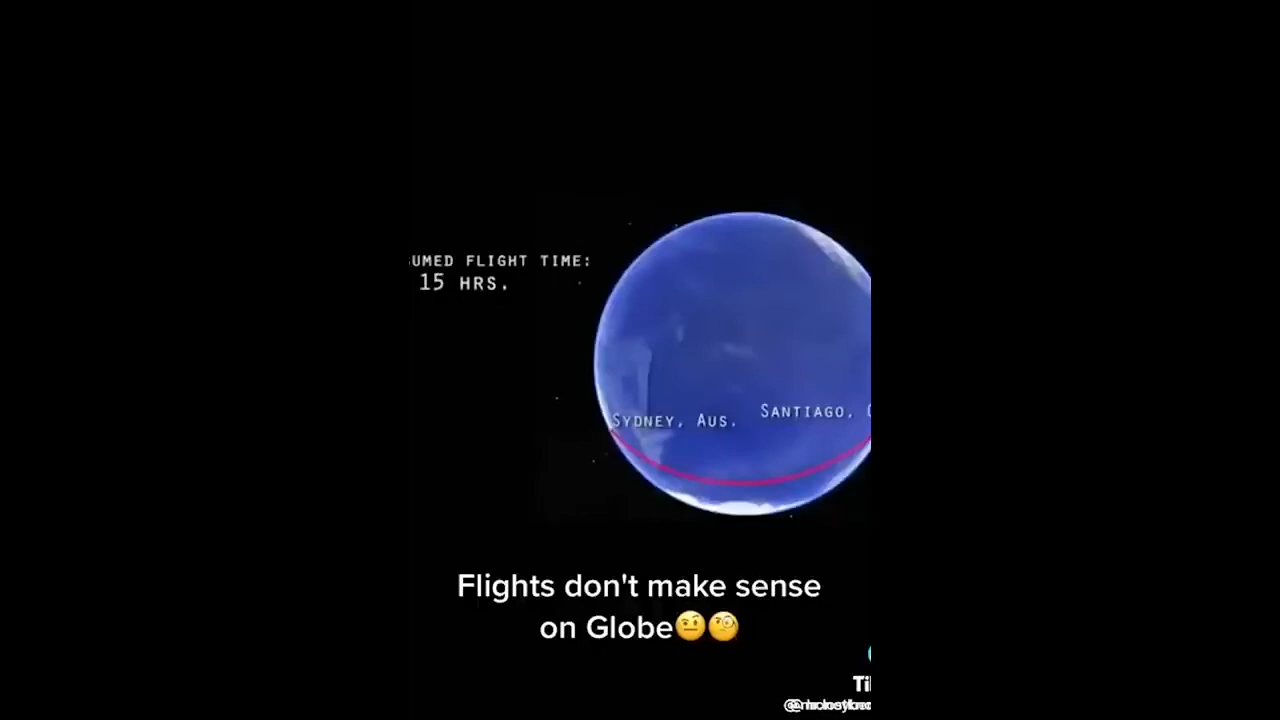 UMED FLIGHT TIME:
15 HRS.
SANTIAGO,
SYDNEY, AUS.
Flights don't make sense
on Globe🤨🧐